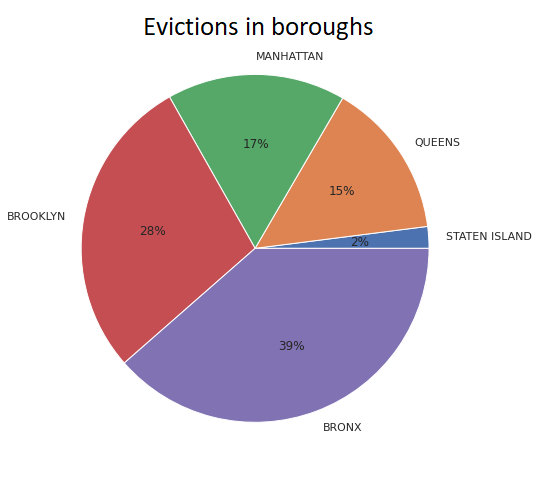 Evictions in boroughs
MANHATTAN
QUEENS
17%
15%
BROOKLYN
28%
STATEN ISLAND
2%
39%
BRONX